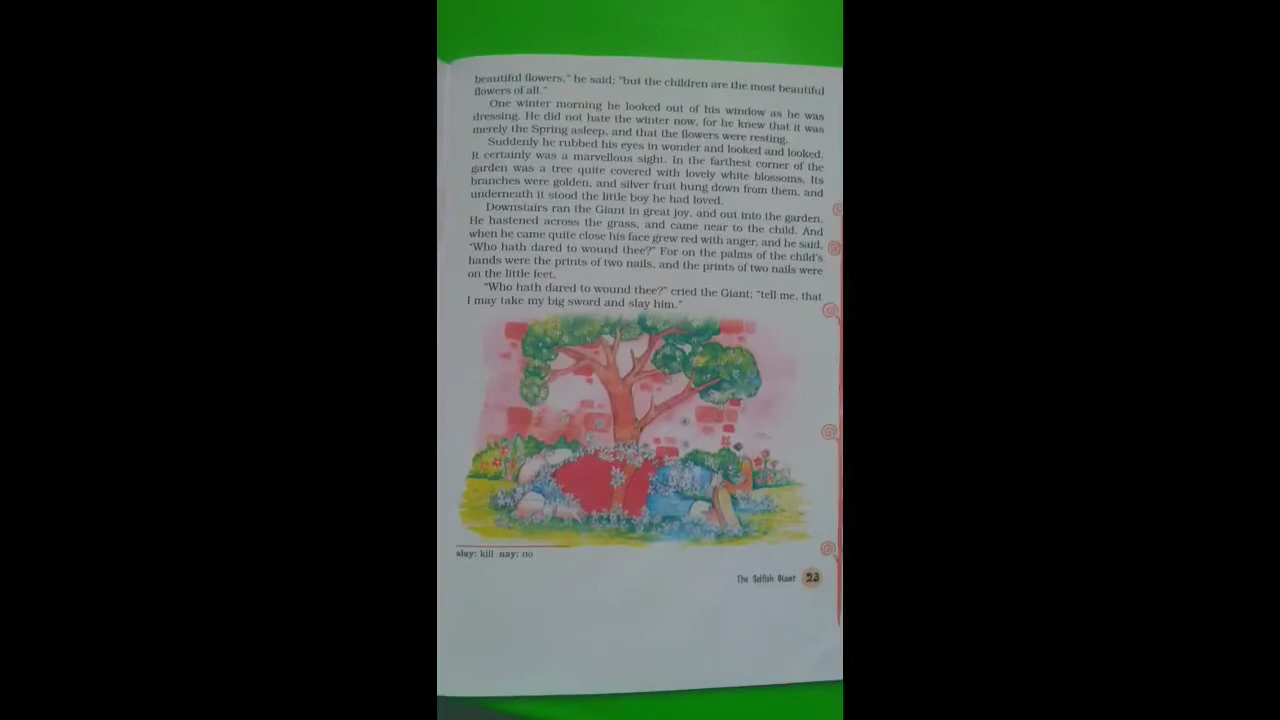 beautiful flowers," he said; "but the children are the most beautiful
flowers of all."
One winter morning he looked out of his window as he was
dressing. He did not hate the winter now, for he knew that it was
merely the Spring asleep, and that the flowers were resting.
Suddenly he rubbed his eyes in wonder and looked and looked.
It certainly was a marvellous sight. In the farthest corner of the
garden was a tree quite covered with lovely white blossoms. Its
branches were golden, and silver fruit hung down from them, and
underneath it stood the little boy he had loved.
Downstairs ran the Giant in great joy, and out into the garden.
He hastened across the grass, and came near to the child. And
when he came quite close his face grew red with anger, and he said,
"Who hath dared to wound thee?" For on the palms of the child's
hands were the prints of two nails, and the prints of two nails were
on the little feet.
"Who hath dared to wound thee?" cried the Giant; "tell me, that
I may take my big sword and slay him."
slay: kill nay: no
The Selfish Giant 23